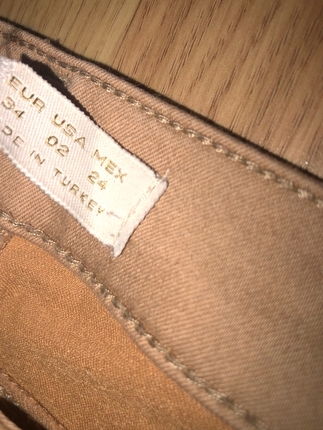 EUR USA MEX
34 02 24
DE IN TURKEY